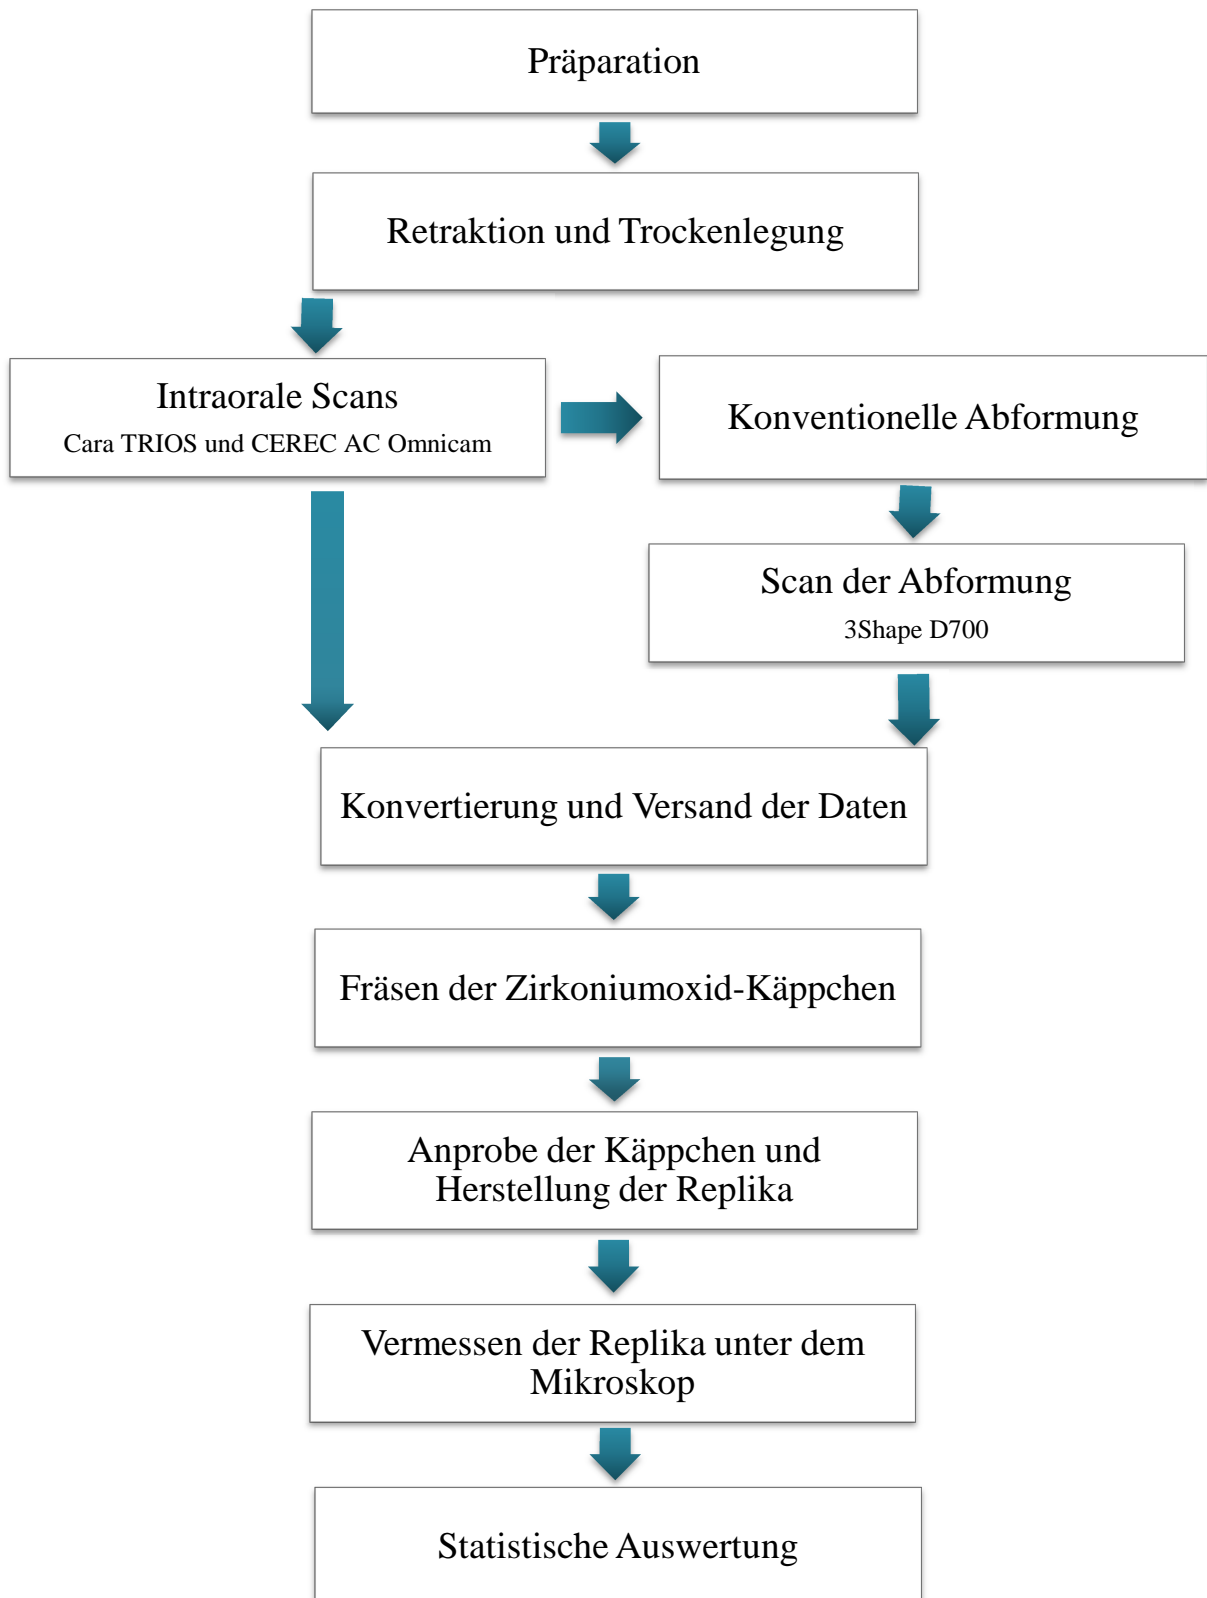 Präparation
Retraktion und Trockenlegung
Intraorale Scans
Cara TRIOS und CEREC AC Omnicam
Konventionelle Abformung
Scan der Abformung
3Shape D700
Konvertierung und Versand der Daten
Fräsen der Zirkoniumoxid-Käppchen
Anprobe der Käppchen und
Herstellung der Replika
Vermessen der Replika unter dem
Mikroskop
Statistische Auswertung